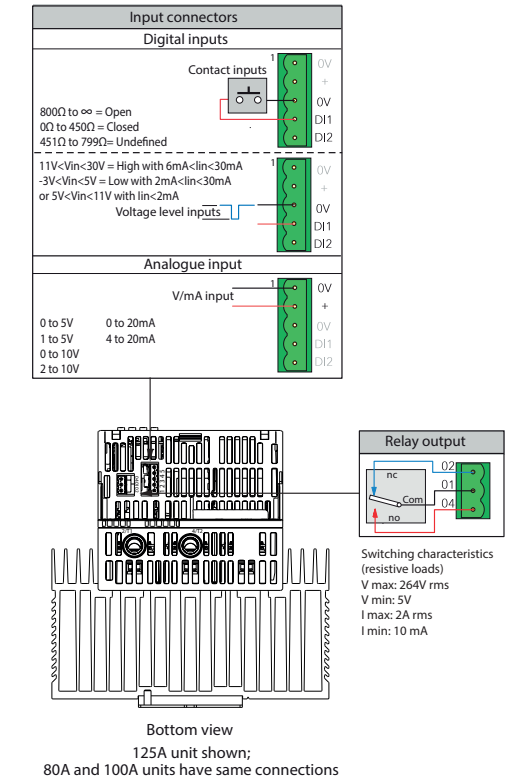 Input connectors
Digital inputs
Contact inputs
1
0V
+
0V
DI1
DI2
800Ω to ∞ = Open
0Ω to 450Ω = Closed
451Ω to 799Ω= Undefined
11V<Vin<30V = High with 6mA<Iin<30mA
-3V<Vin<5V = Low with 2mA<Iin<30mA
or 5V<Vin<11V with Iin<2mA
Voltage level inputs
1
0V
+
0V
DI1
DI2
Analogue input
V/mA input
1
0V
+
0V
DI1
DI2
0 to 5V 0 to 20mA
1 to 5V 4 to 20mA
0 to 10V
2 to 10V
2/T1
4/T2
Relay output
nc
Com
no
02
01
04
Switching characteristics
(resistive loads)
V max: 264V rms
V min: 5V
I max: 2A rms
I min: 10 mA
Bottom view
125A unit shown;
80A and 100A units have same connections